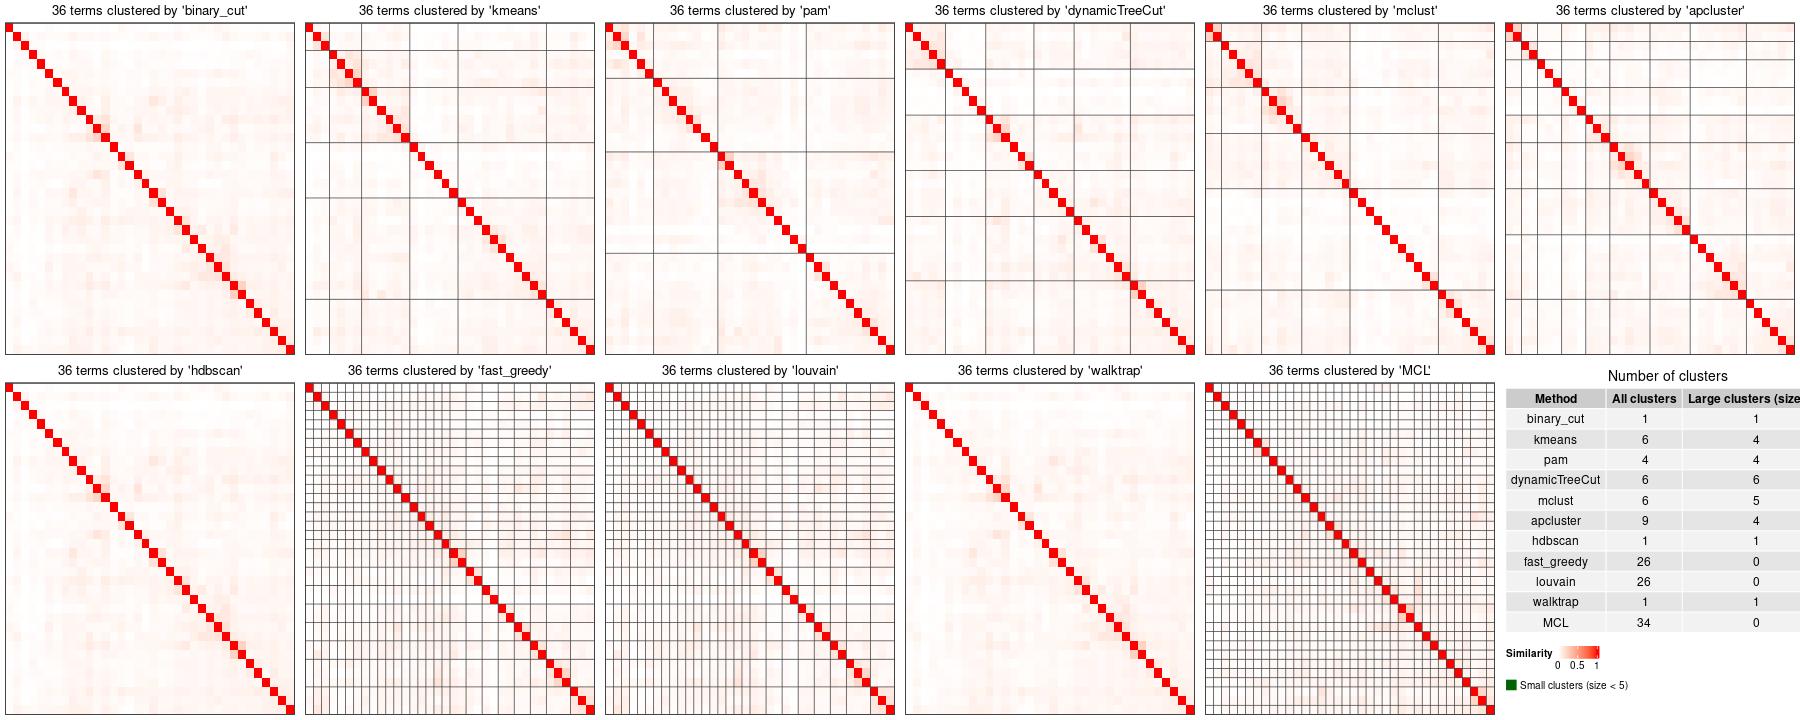 36 terms clustered by 'binary_cut'
36 terms clustered by 'kmeans'
36 terms clustered by 'pam'
36 terms clustered by 'dynamicTreeCut'
36 terms clustered by 'mclust'
36 terms clustered by 'apcluster'
36 terms clustered by 'hdbscan'
36 terms clustered by 'fast_greedy'
36 terms clustered by 'louvain'
36 terms clustered by 'walktrap'
36 terms clustered by 'MCL'
Number of clusters
Method All clusters Large clusters (size
binary_cut 1 1
kmeans 6 4
pam 4 4
dynamicTreeCut 6 6
mclust 6 5
apcluster 9 4
hdbscan 1 1
fast_greedy 26 0
louvain 26 0
walktrap 1 1
MCL 34 0
Similarity
0 0.5 1
Small clusters (size < 5)